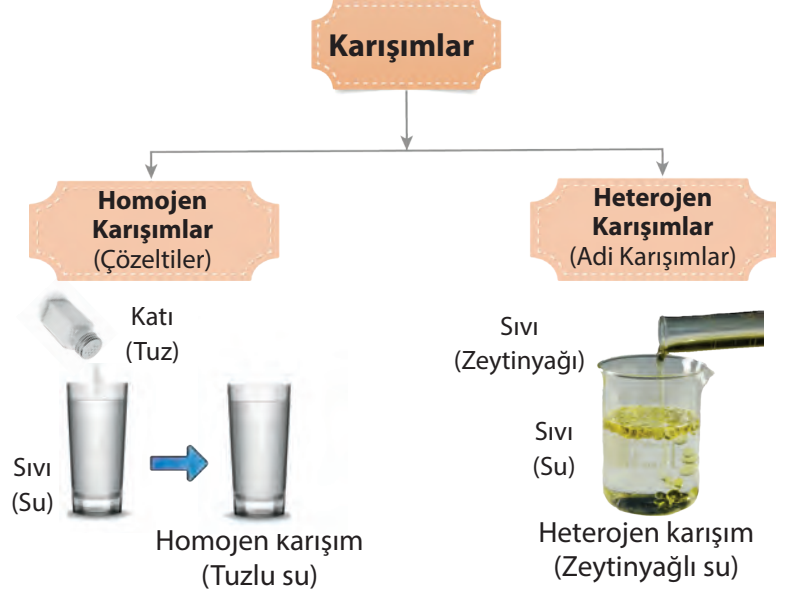 Karışımlar
Homojen
Karışımlar
(Çözeltiler)
Katı
(Tuz)
Sıvı
(Su)
Homojen karışım
(Tuzlu su)
Heterojen
Karışımlar
(Adi Karışımlar)
Sıvı
(Zeytinyağı)
Sıvı
(Su)
Heterojen karışım
(Zeytinyağlı su)